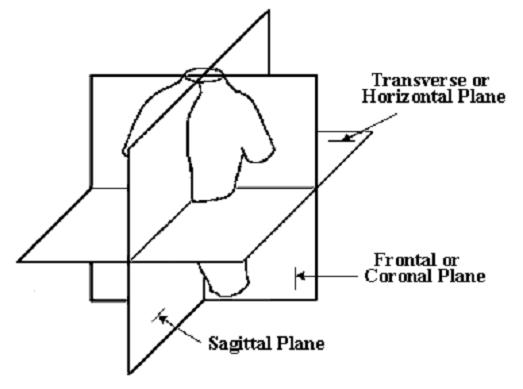 Transverse or
Horizontal Plane
Frontal or
Coronal Plane
Sagittal Plane